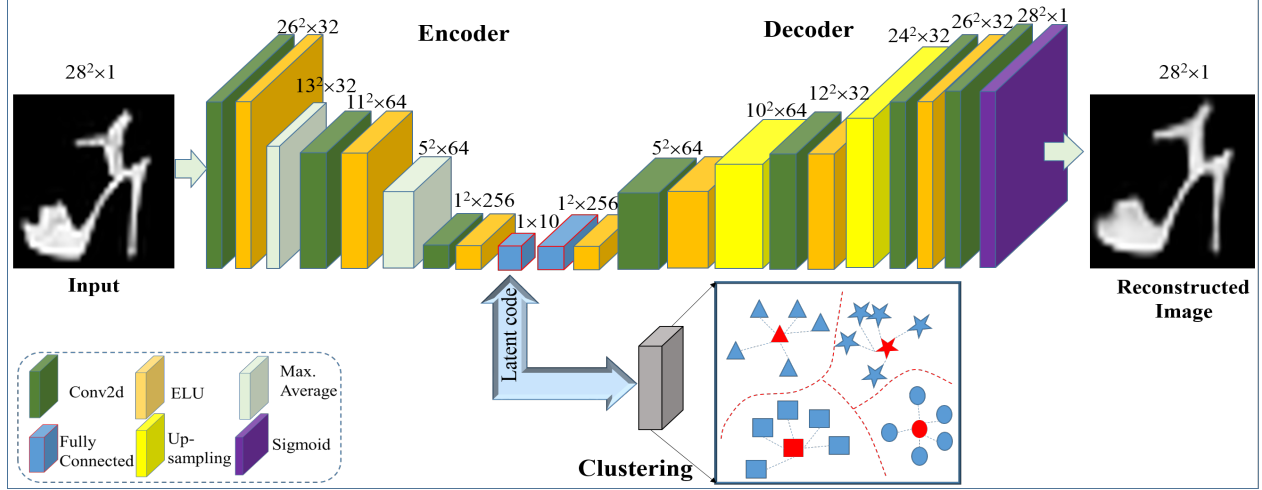 Encoder
Decoder
28²×1
26²×32
13²×32
11²×64
5²×64
1²×256
1×10
1²×256
5²×64
10²×64
12²×32
24²×32
26²×32
28²×1
28²×1
Input
Reconstructed
Image
Latent code
Clustering
Conv2d
ELU
Max.
Average
Fully
Connected
Up-
sampling
Sigmoid